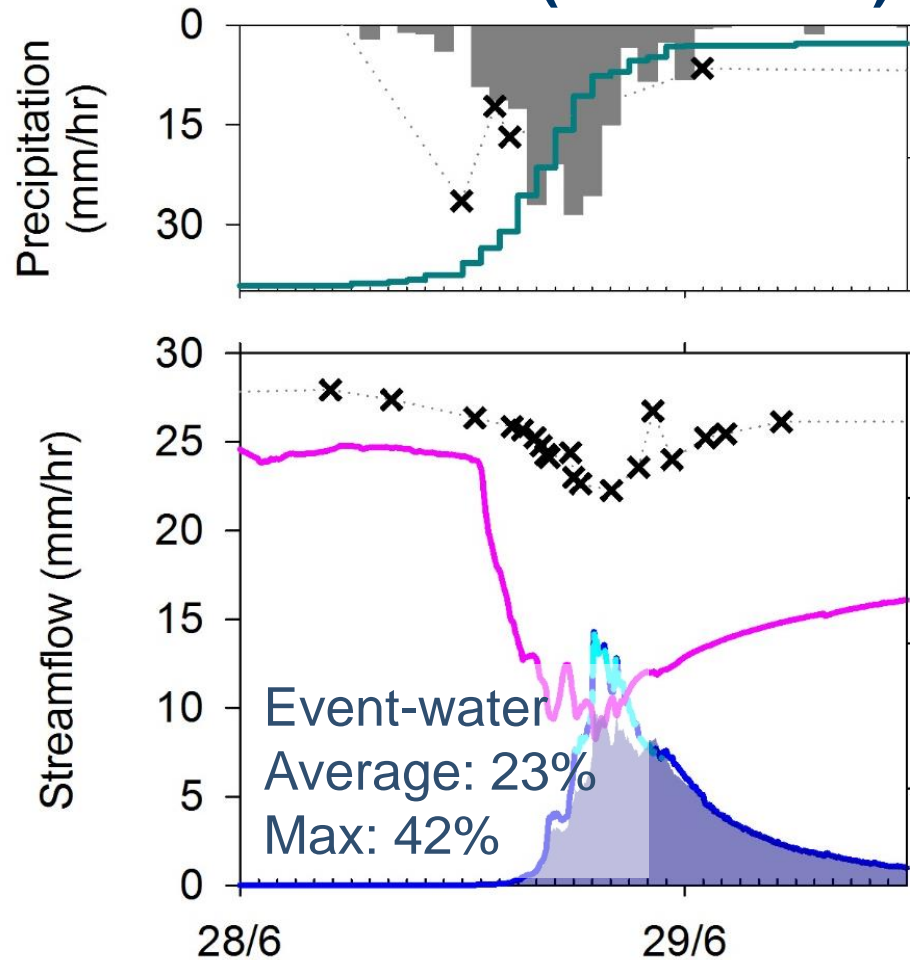 0
15
30
Precipitation
(mm/hr)
30
25
20
15
10
5
0
Streamflow (mm/hr)
Event-water
Average: 23%
Max: 42%
28/6
29/6